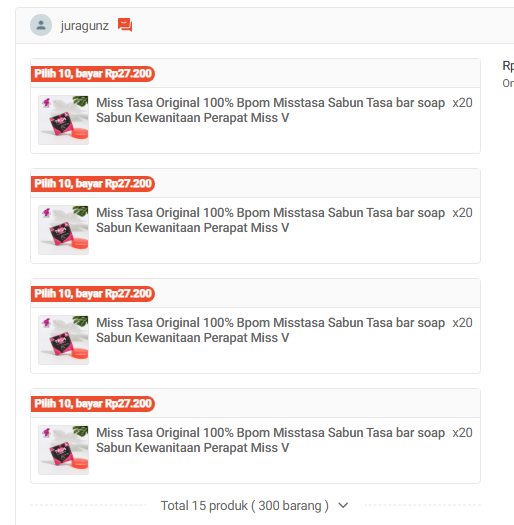 juragunz
Rp
Or
Pilih 10, bayar Rp27.200
Miss Tasa Original 100% Bpom Misstasa Sabun Tasa bar soap x20
Sabun Kewanitaan Perapat Miss V
Pilih 10, bayar Rp27.200
Miss Tasa Original 100% Bpom Misstasa Sabun Tasa bar soap x20
Sabun Kewanitaan Perapat Miss V
Pilih 10, bayar Rp27.200
Miss Tasa Original 100% Bpom Misstasa Sabun Tasa bar soap x20
Sabun Kewanitaan Perapat Miss V
Pilih 10, bayar Rp27.200
Miss Tasa Original 100% Bpom Misstasa Sabun Tasa bar soap x20
Sabun Kewanitaan Perapat Miss V
Total 15 produk ( 300 barang )